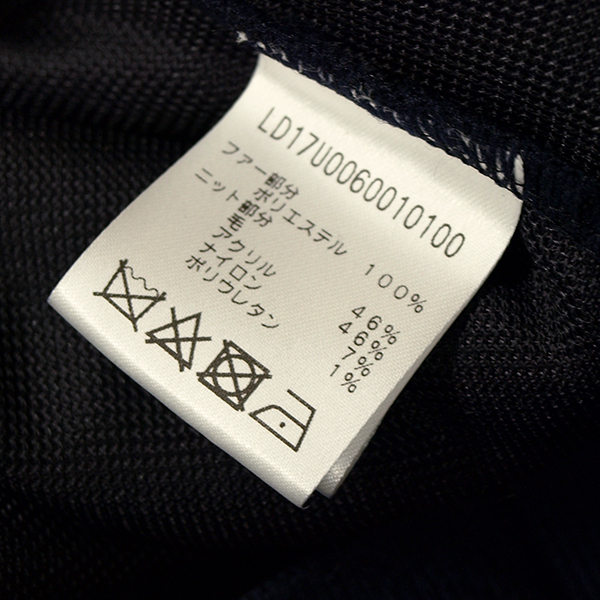 LD17U0060010100
ファー部分
ポリエステル 100%
ニット部分
毛 46%
アクリル 46%
ナイロン 7%
ポリウレタン 1%